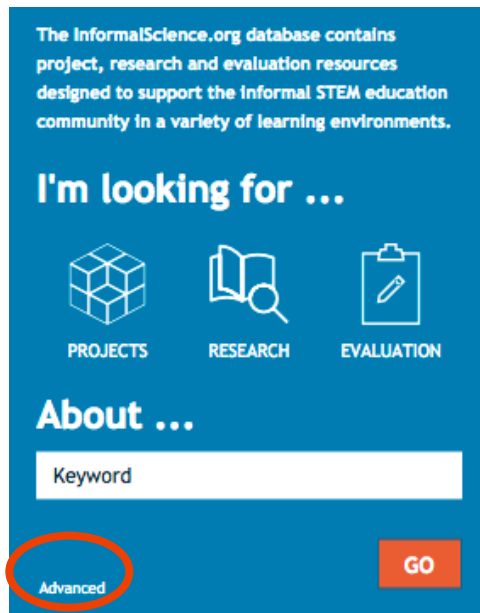 The InformalScience.org database contains
project, research and evaluation resources
designed to support the informal STEM education
community in a variety of learning environments.
I'm looking for ...
PROJECTS RESEARCH EVALUATION
About ...
Keyword
GO
Advanced